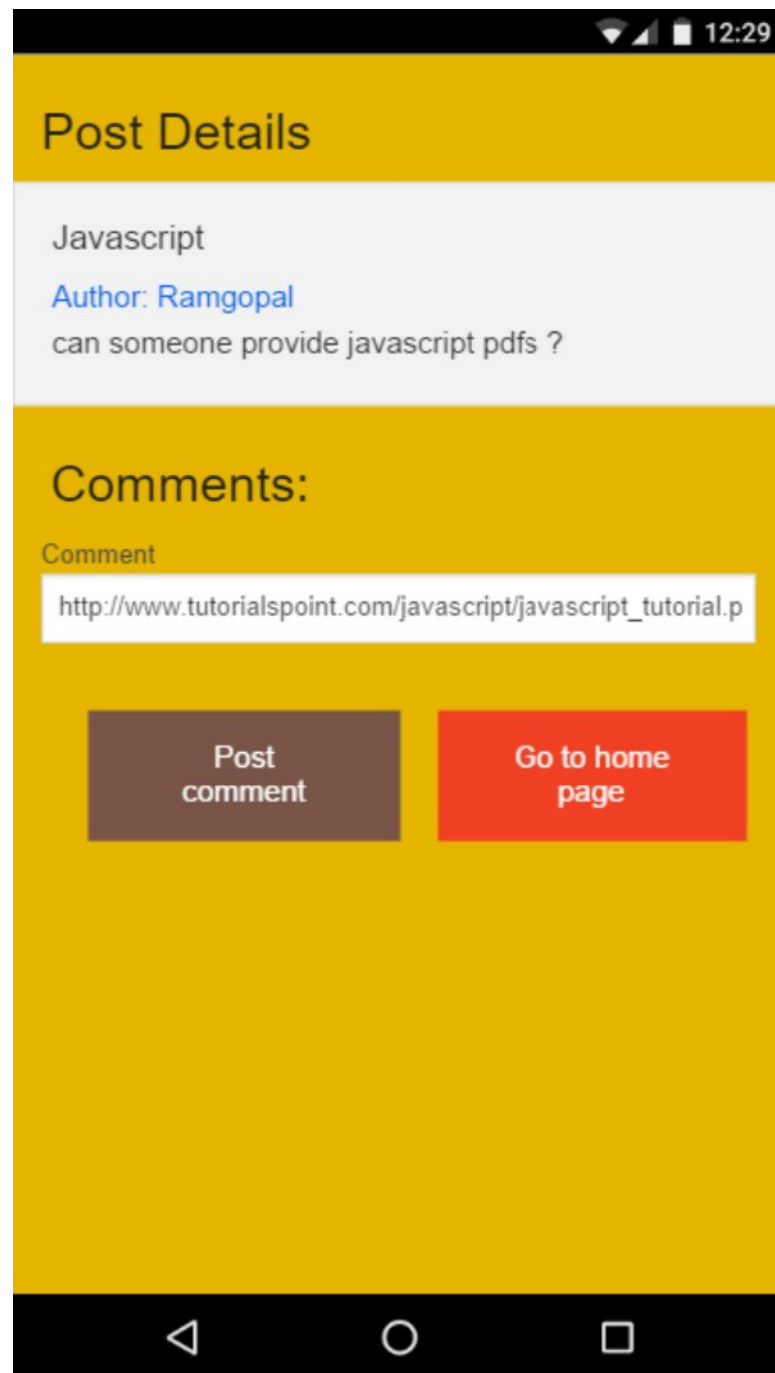 12:29
Post Details
Javascript
Author: Ramgopal
can someone provide javascript pdfs ?
Comments:
Comment
http://www.tutorialspoint.com/javascript/javascript_tutorial.p
Post
comment
Go to home
page